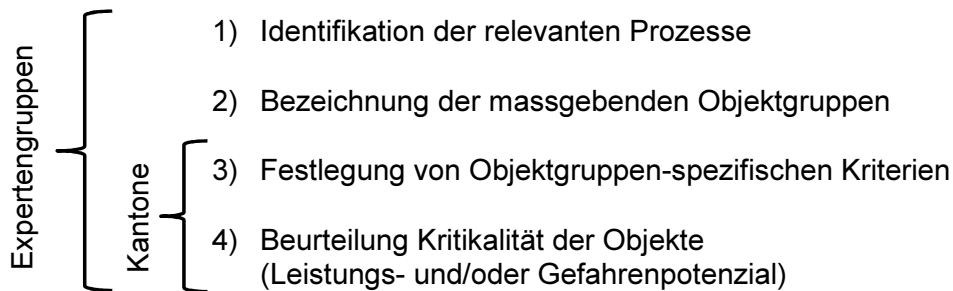 Expertengruppen
Kantone
1) Identifikation der relevanten Prozesse
2) Bezeichnung der massgebenden Objektgruppen
3) Festlegung von Objektgruppen-spezifischen Kriterien
4) Beurteilung Kritikalität der Objekte
(Leistungs- und/oder Gefahrenpotenzial)